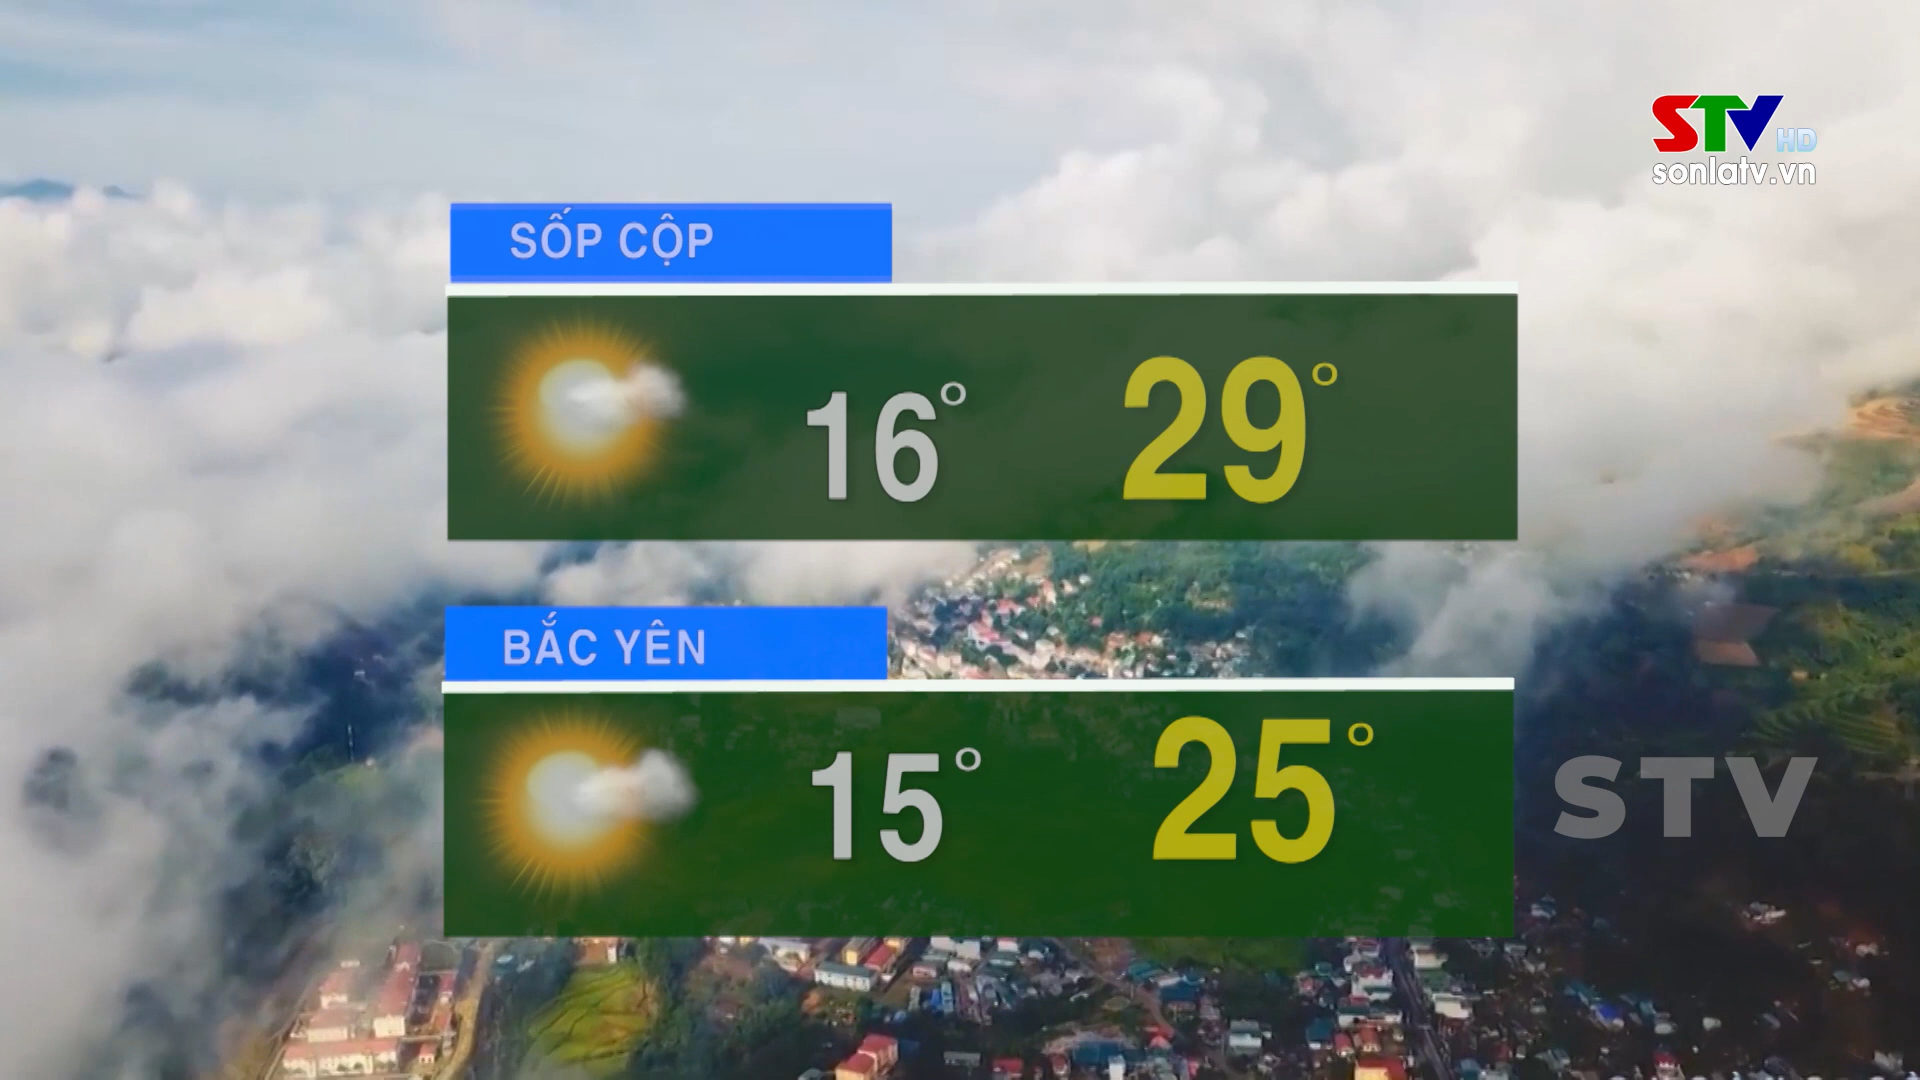 STV HD
sonlatv.vn
SỐP CỘP
16° 29°
BẮC YÊN
15° 25°
STV